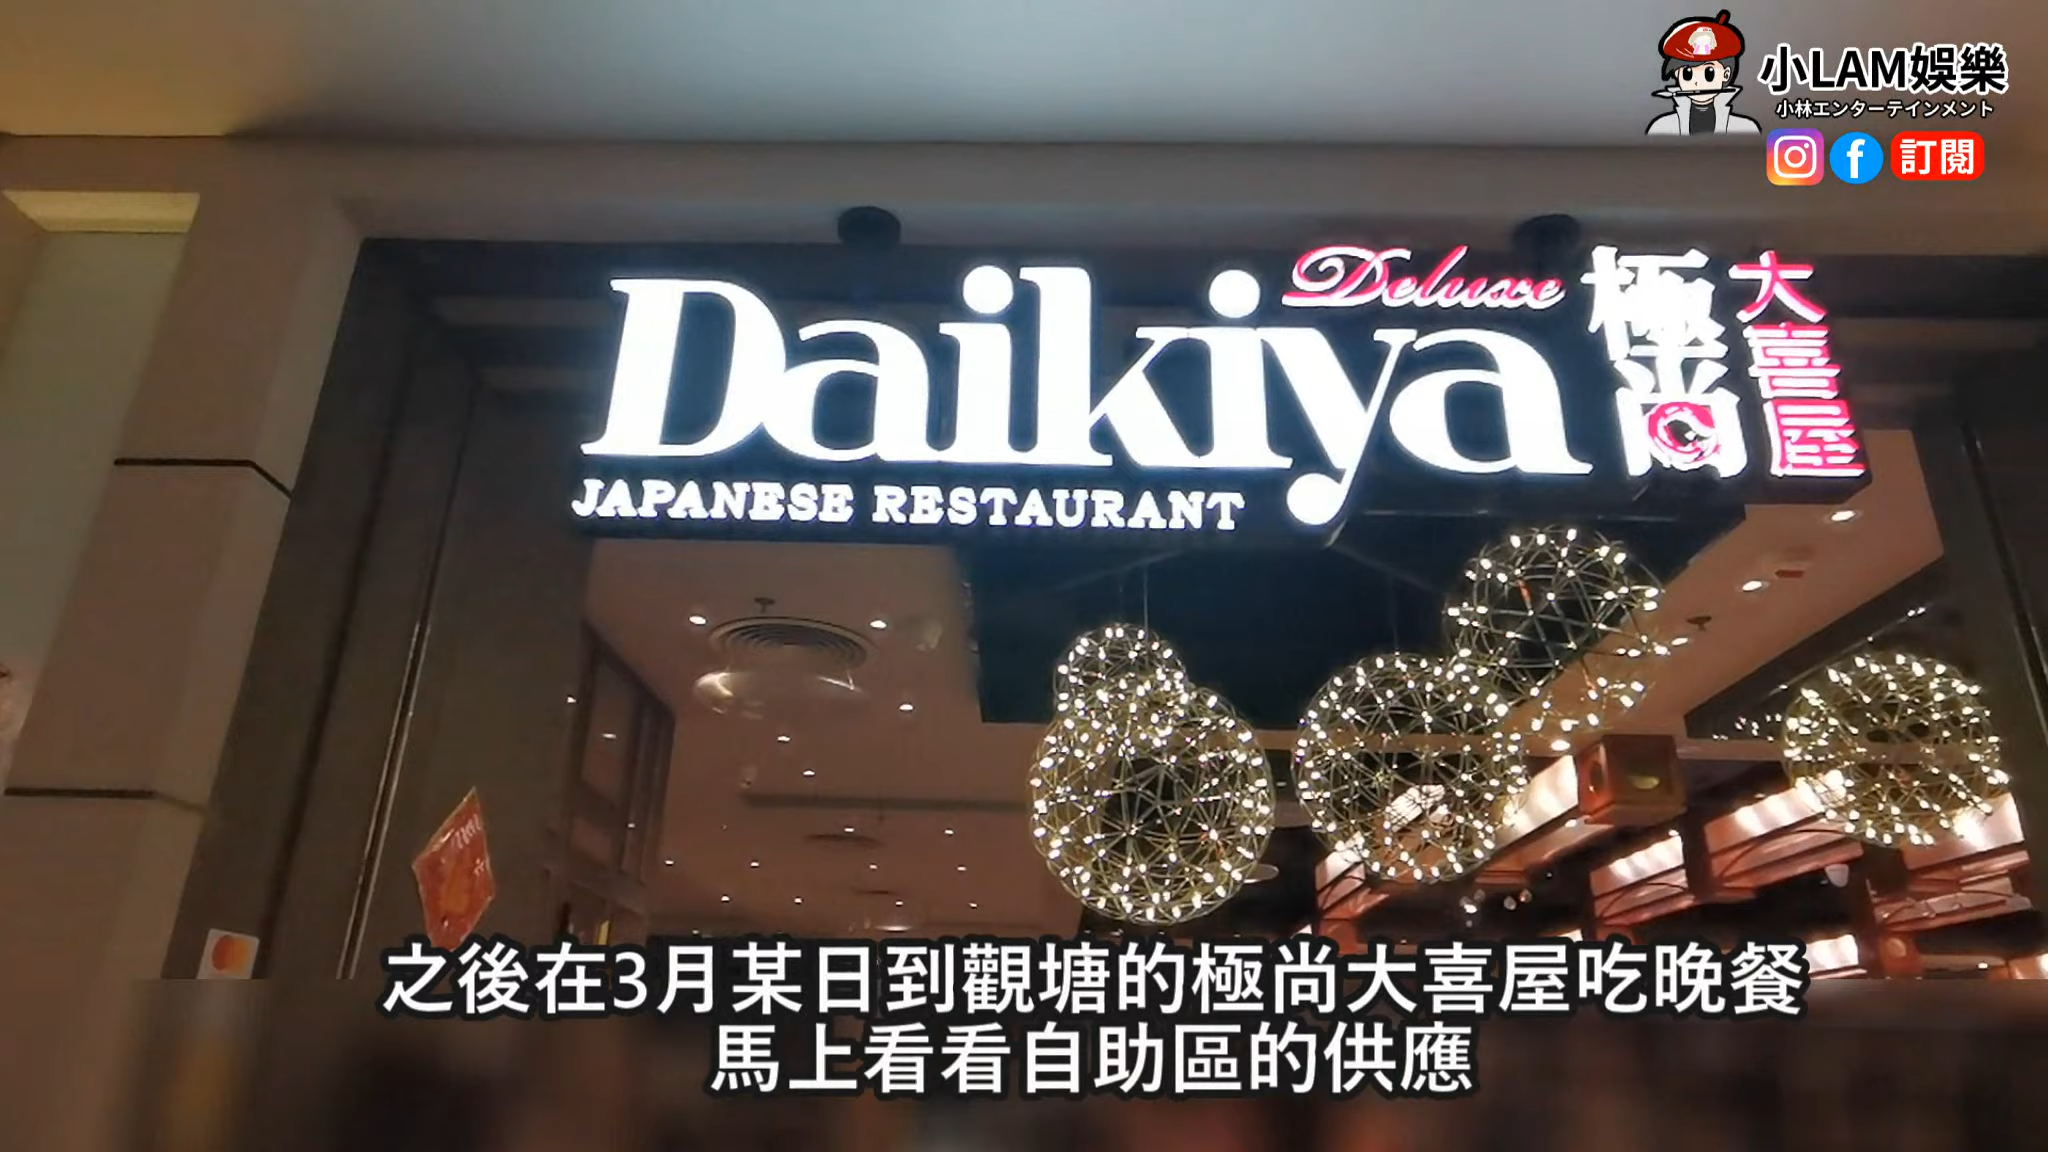 小LAM娛樂
小林エンターテインメント
訂閱
Deluxe
Daikiya
極尚
大喜屋
JAPANESE RESTAURANT
之後在3月某日到觀塘的極尚大喜屋吃晚餐
馬上看看自助區的供應